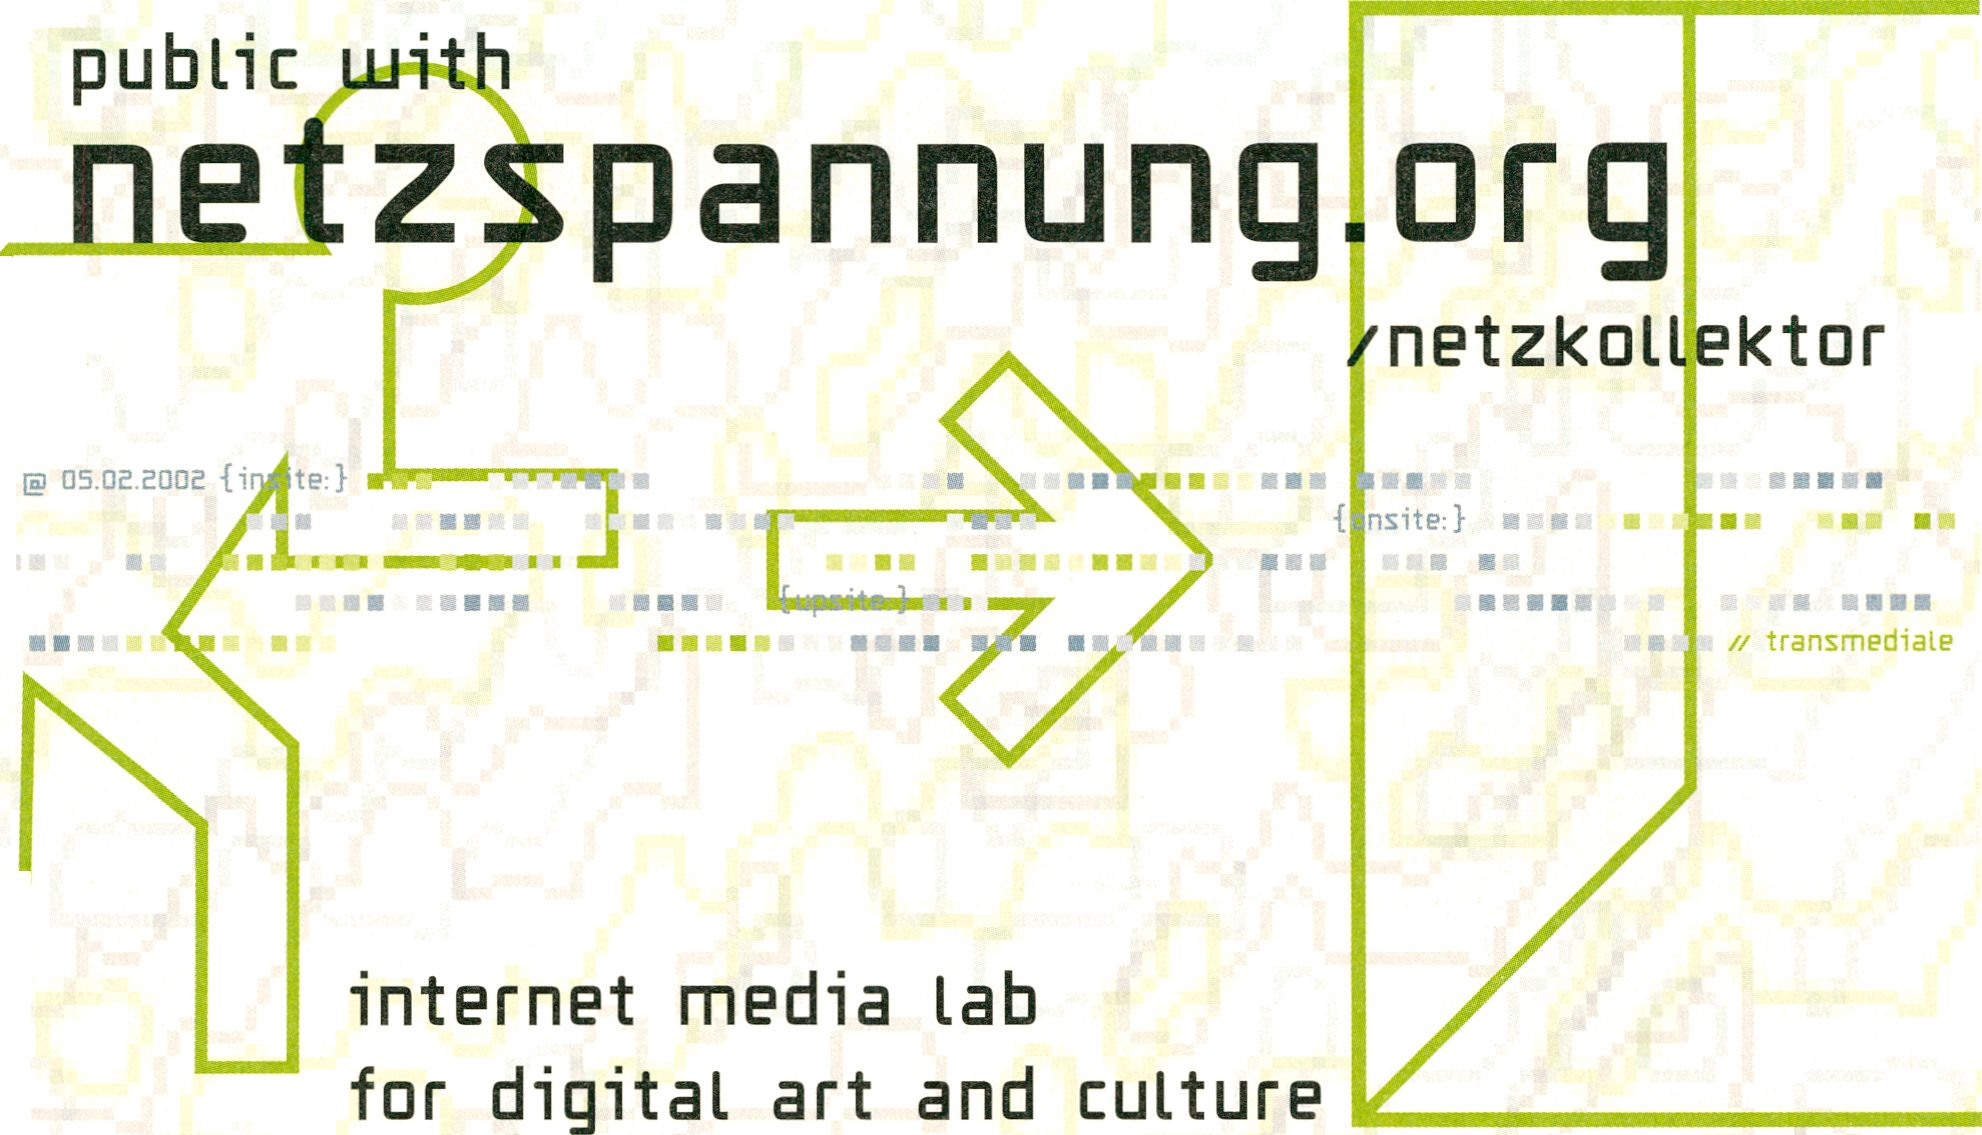 public with
netzspannung.org
/netzkollektor
@ 05.02.2002 {insite:}
{onsite:}
{upsite:}
// transmediale
internet media lab
for digital art and culture